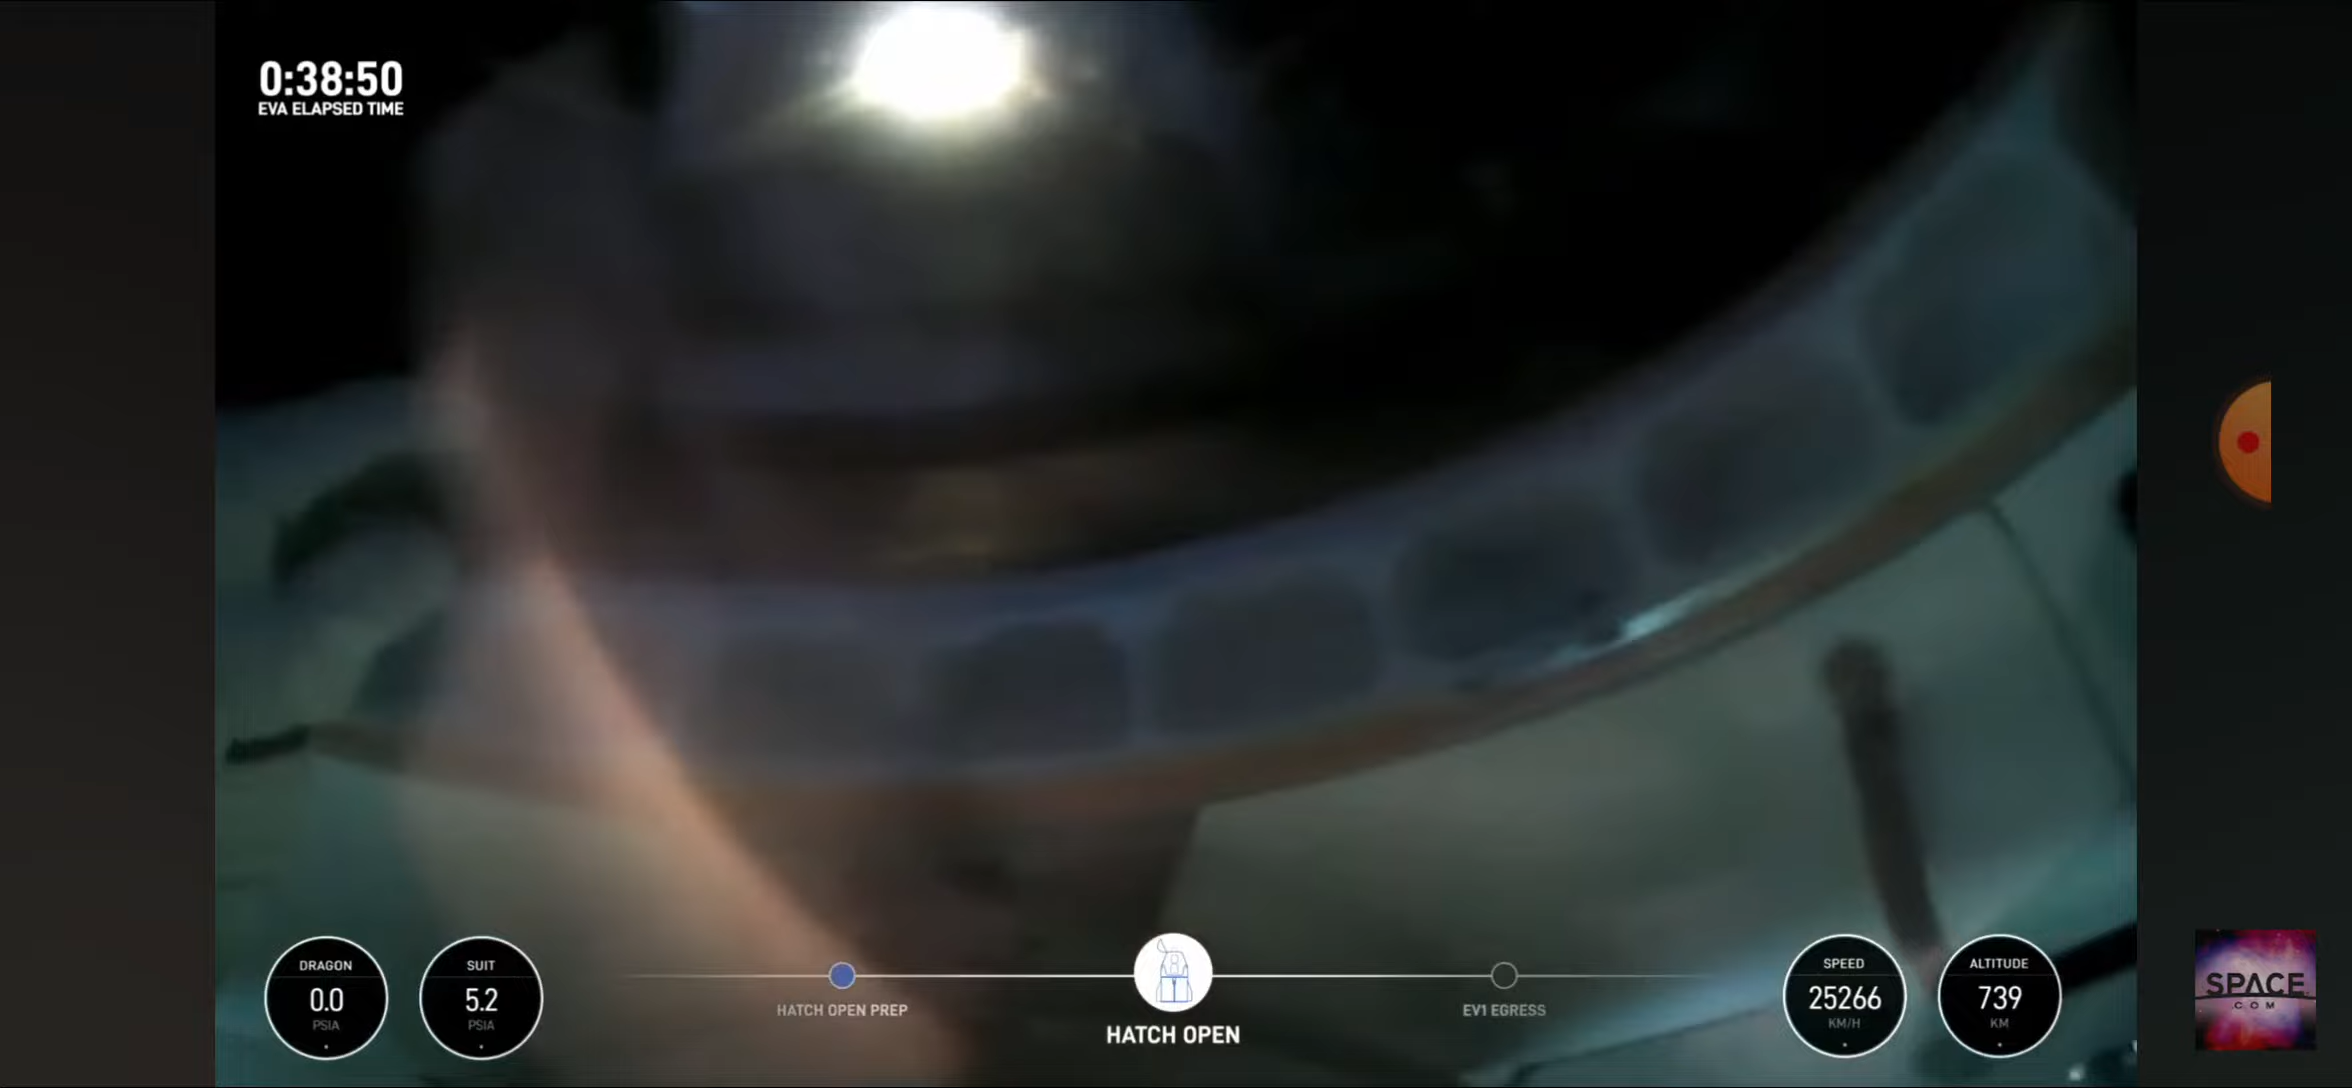 0:38:50
EVA ELAPSED TIME
DRAGON
0.0
PSIA
SUIT
5.2
PSIA
HATCH OPEN PREP
HATCH OPEN
EV1 EGRESS
SPEED
25266
KM/H
ALTITUDE
739
KM
SPACE
.COM